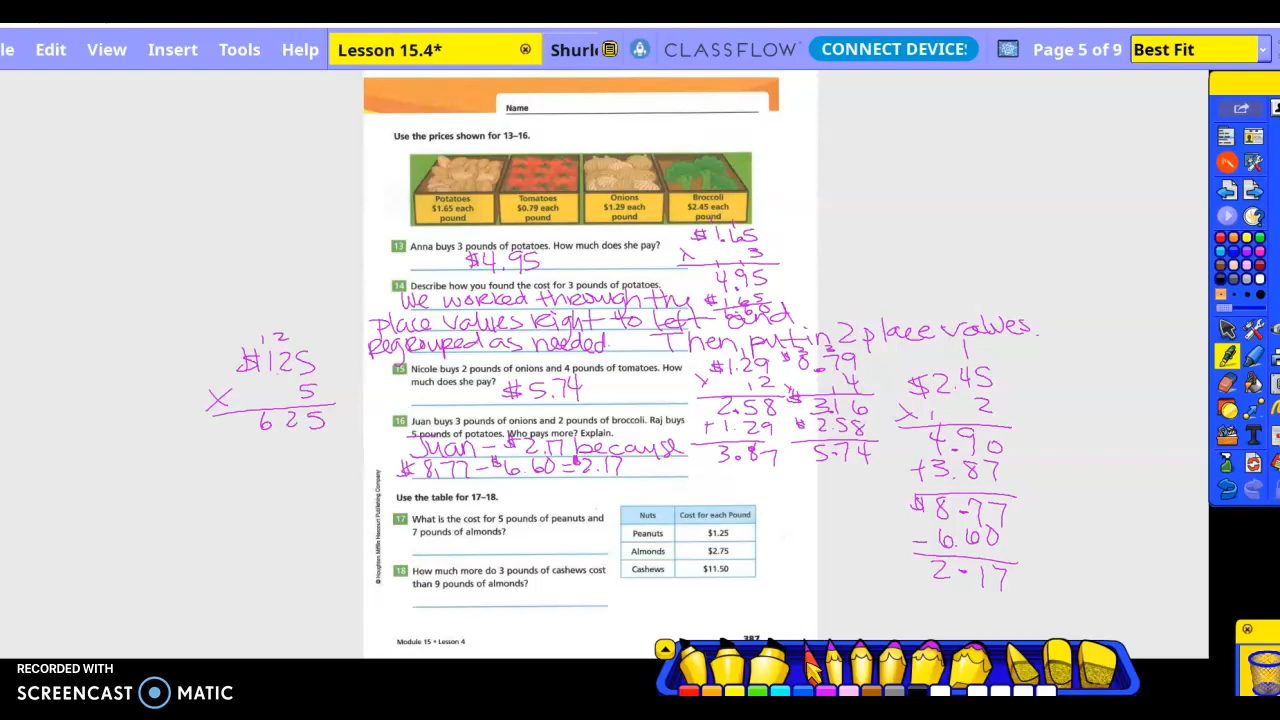 le Edit View Insert Tools Help Lesson 15.4* Shurl CLASSFLOW CONNECT DEVICES Page 5 of 9 Best Fit
Name
Use the prices shown for 13–16.
Potatoes $1.65 each pound
Tomatoes $0.79 each pound
Onions $1.29 each pound
Broccoli $2.45 each pound
13 Anna buys 3 pounds of potatoes. How much does she pay?
$4.95
$1.65
x 3
4.95
14 Describe how you found the cost for 3 pounds of potatoes.
We worked through the
place values right to left and
regrouped as needed. Then, put in 2 place values.
$1.65
15 Nicole buys 2 pounds of onions and 4 pounds of tomatoes. How
much does she pay?
$5.74
$1.29
x 2
2.58
+1.29
3.87
$0.79
x 4
$3.16
$2.58
5.74
$2.45
x 2
4.90
+3.87
$8.77
-6.60
2.17
$1.25
x 5
625
16 Juan buys 3 pounds of onions and 2 pounds of broccoli. Raj buys
5 pounds of potatoes. Who pays more? Explain.
Juan - $2.17 because
$8.77-$6.60=$2.17
Use the table for 17–18.
17 What is the cost for 5 pounds of peanuts and
7 pounds of almonds?
18 How much more do 3 pounds of cashews cost
than 9 pounds of almonds?
Nuts Cost for each Pound
Peanuts $1.25
Almonds $2.75
Cashews $11.50
© Houghton Mifflin Harcourt Publishing Company
Module 15 • Lesson 4
387
RECORDED WITH
SCREENCAST MATIC